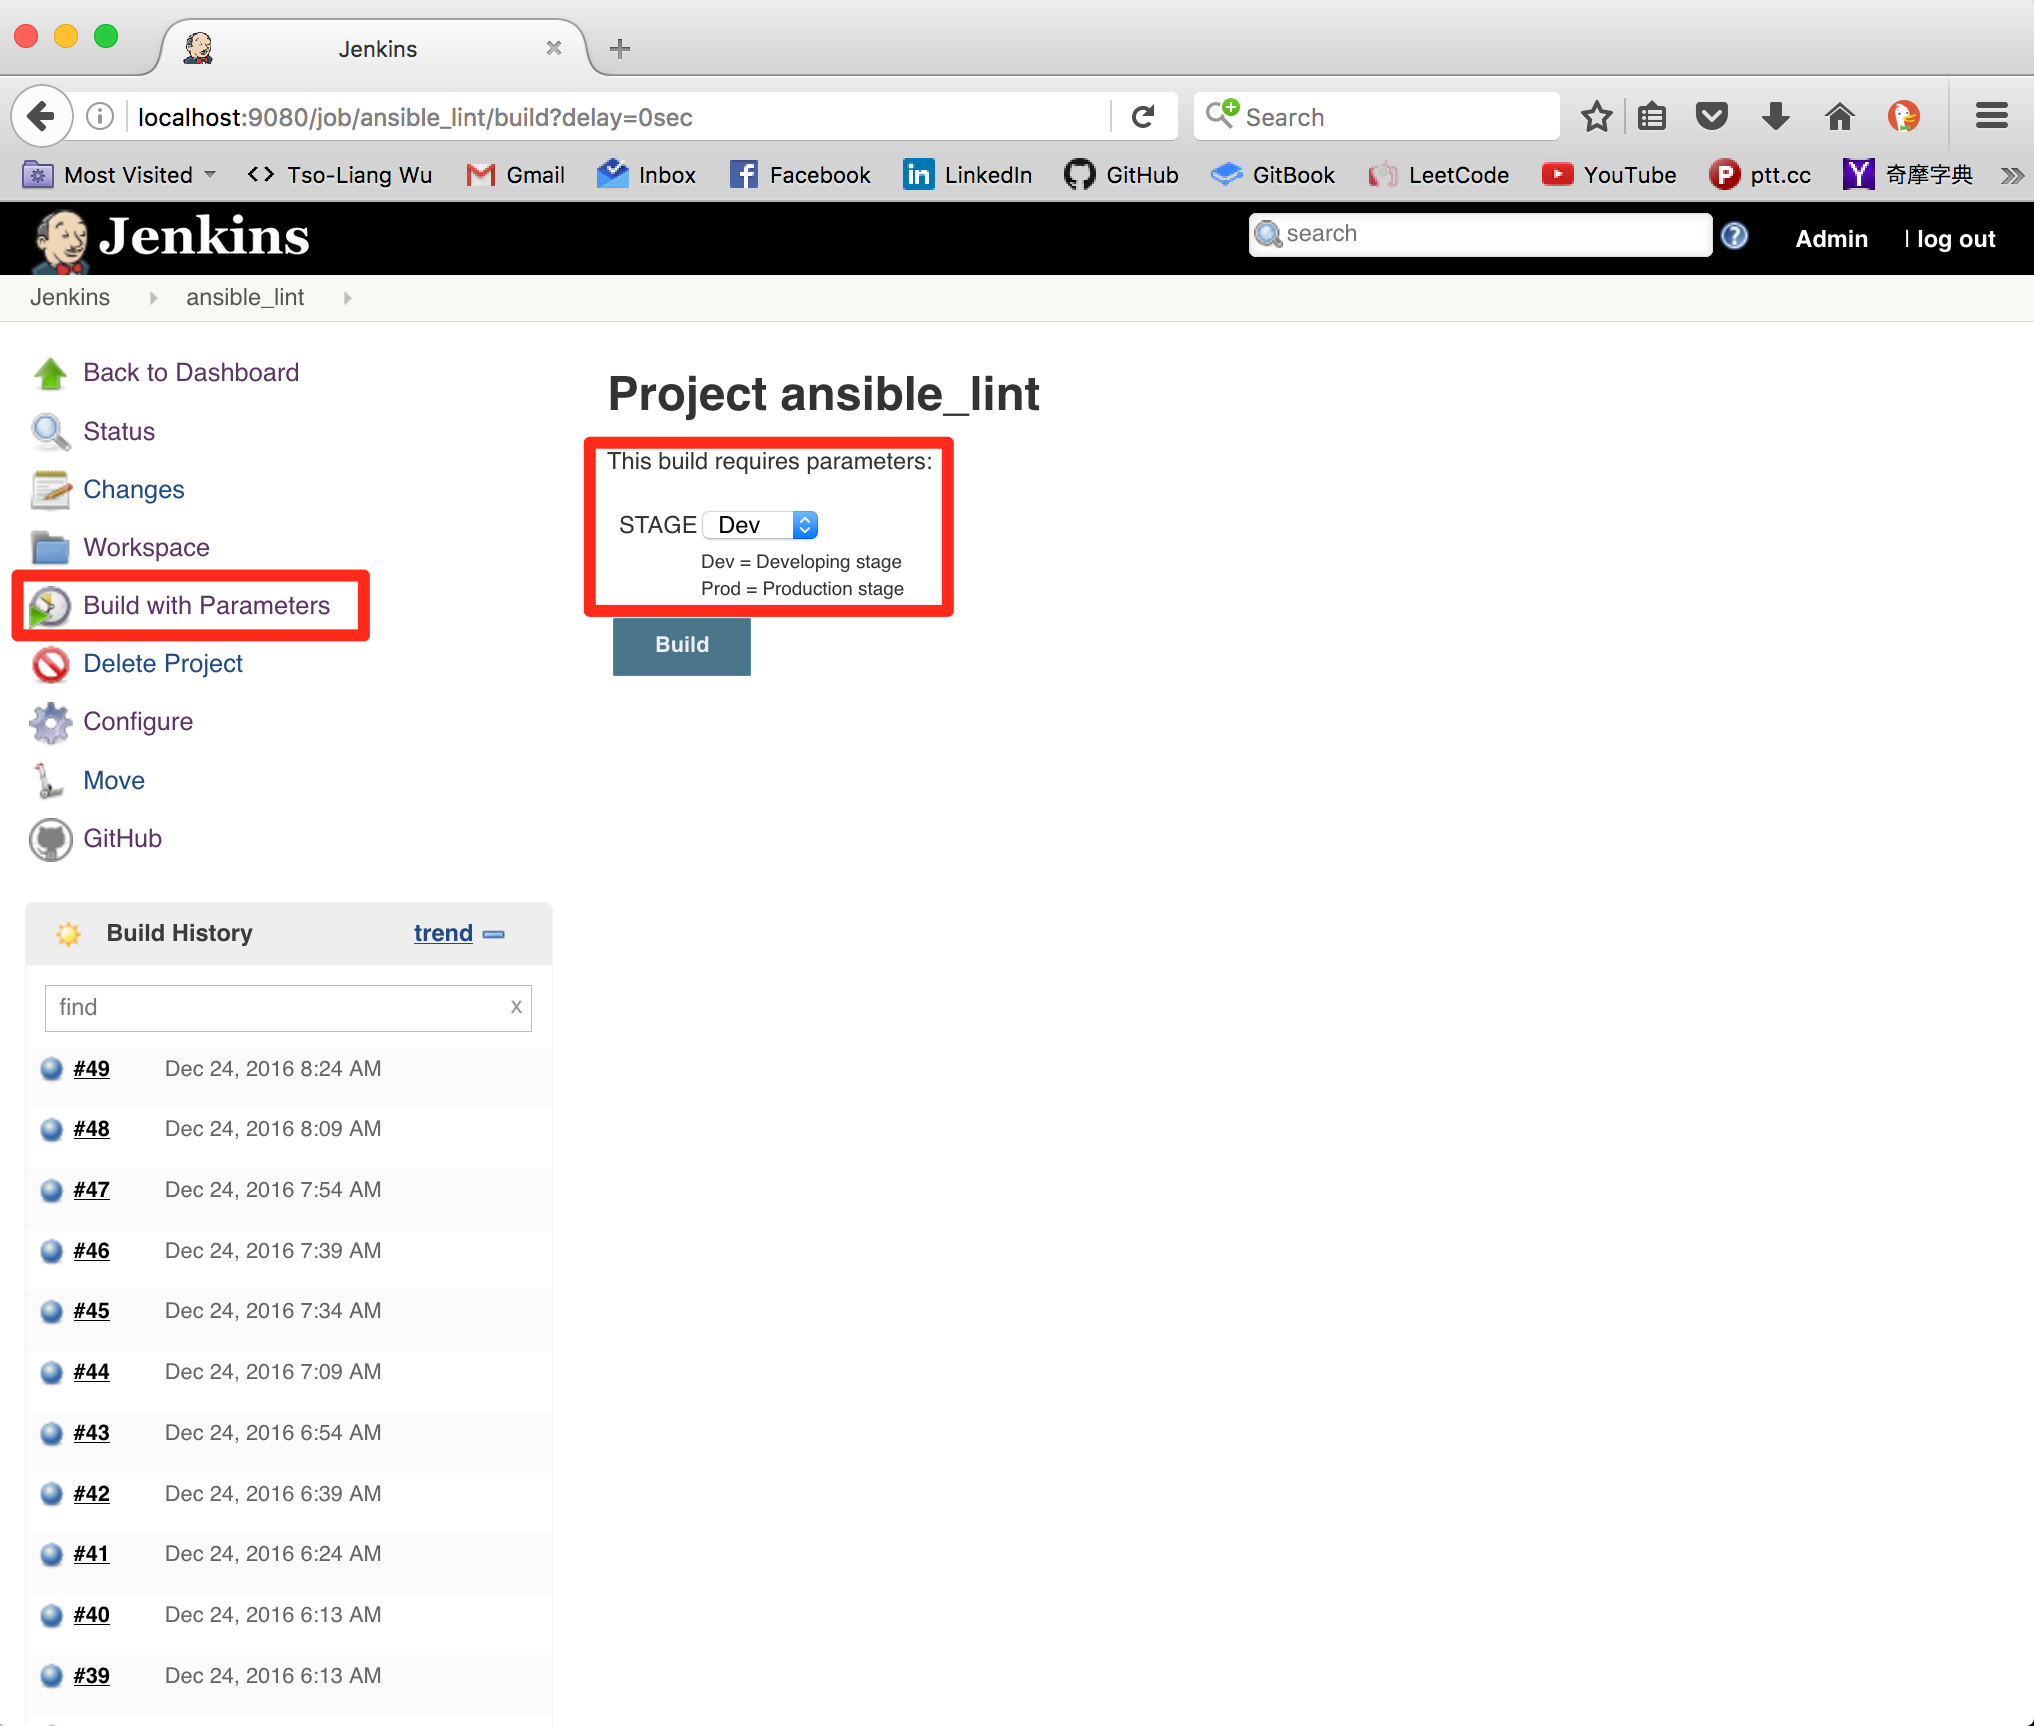 Jenkins
localhost:9080/job/ansible_lint/build?delay=0sec
Search
Most Visited
Tso-Liang Wu
Gmail
Inbox
Facebook
LinkedIn
GitHub
GitBook
LeetCode
YouTube
ptt.cc
奇摩字典
Jenkins
search
Admin
| log out
Jenkins
ansible_lint
Back to Dashboard
Status
Changes
Workspace
Build with Parameters
Delete Project
Configure
Move
GitHub
Project ansible_lint
This build requires parameters:
STAGE Dev
Dev = Developing stage
Prod = Production stage
Build
Build History trend
find x
#49 Dec 24, 2016 8:24 AM
#48 Dec 24, 2016 8:09 AM
#47 Dec 24, 2016 7:54 AM
#46 Dec 24, 2016 7:39 AM
#45 Dec 24, 2016 7:34 AM
#44 Dec 24, 2016 7:09 AM
#43 Dec 24, 2016 6:54 AM
#42 Dec 24, 2016 6:39 AM
#41 Dec 24, 2016 6:24 AM
#40 Dec 24, 2016 6:13 AM
#39 Dec 24, 2016 6:13 AM